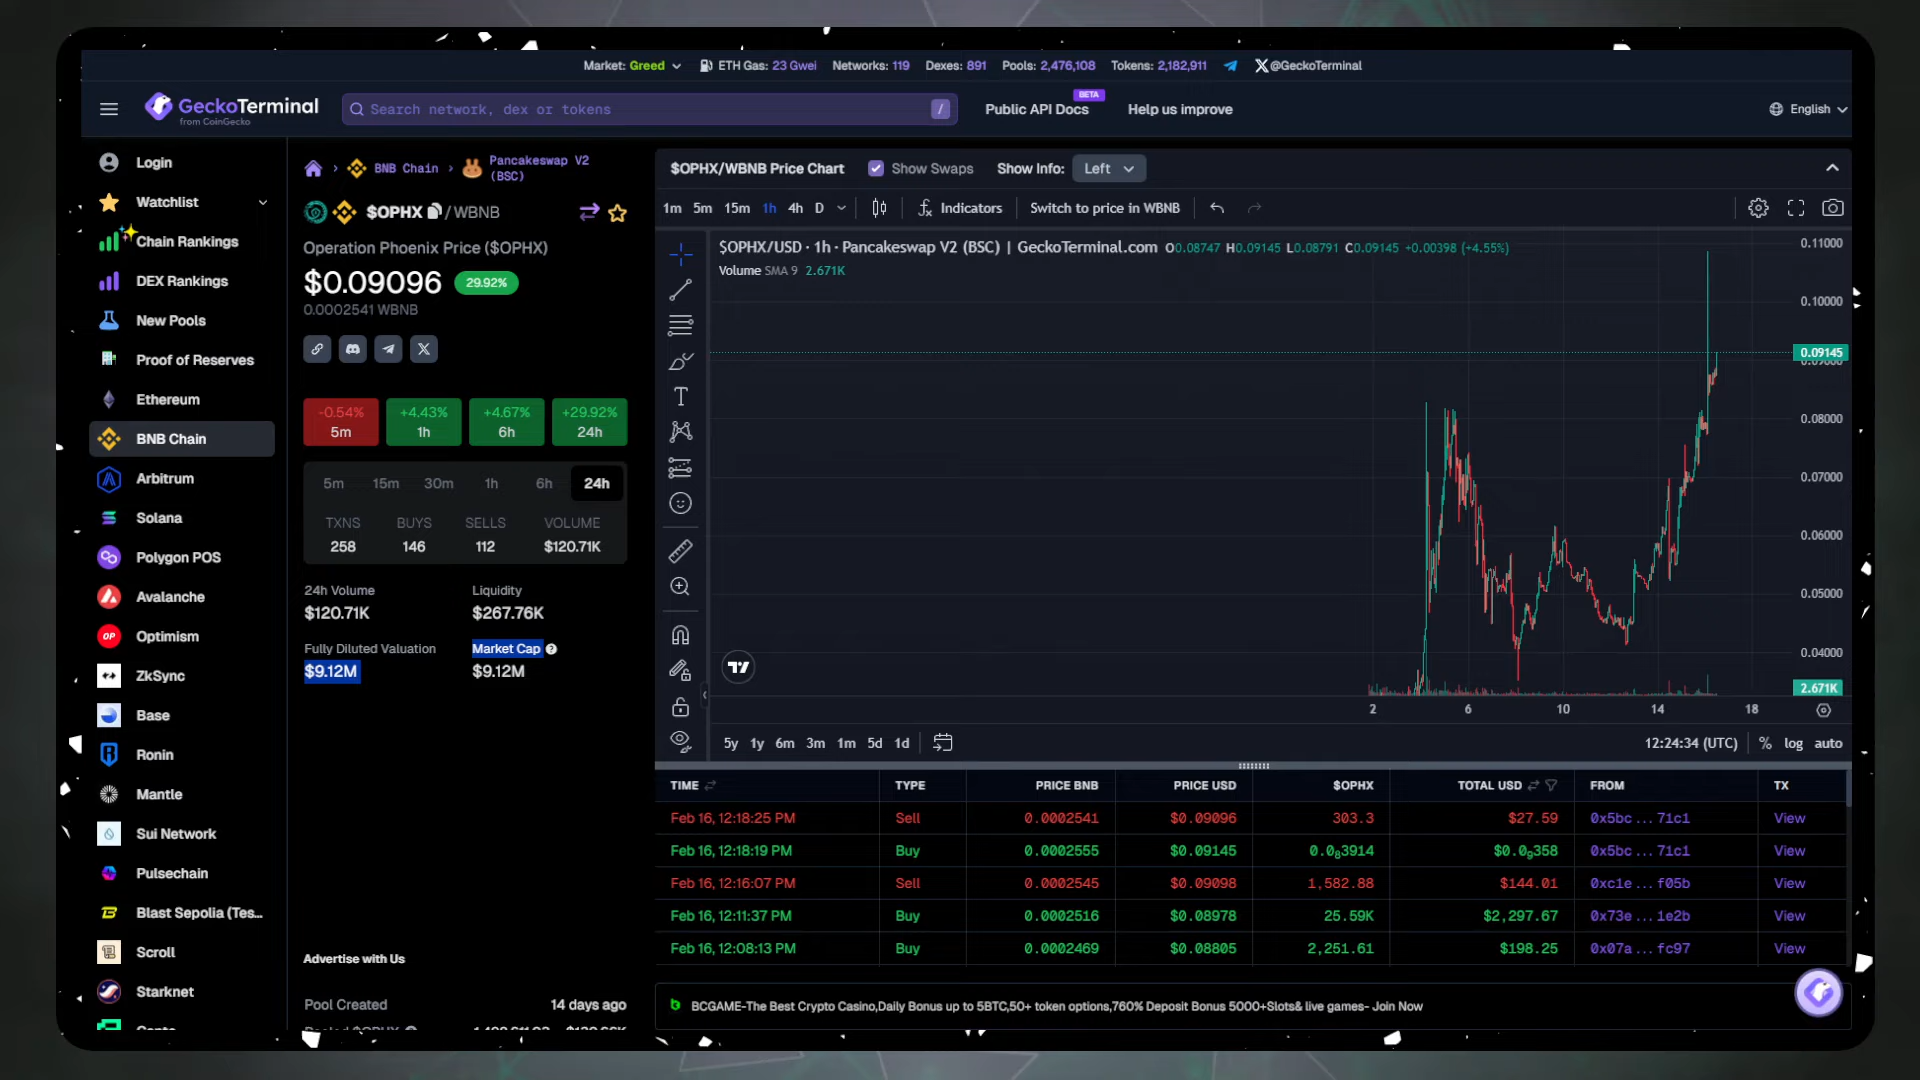 Market: Greed ETH Gas: 23 Gwei Networks: 119 Dexes: 891 Pools: 2,476,108 Tokens: 2,182,911 @GeckoTerminal
GeckoTerminal
from CoinGecko
Search network, dex or tokens /
Public API Docs BETA Help us improve
English
Login
Watchlist
Chain Rankings
DEX Rankings
New Pools
Proof of Reserves
Ethereum
BNB Chain
Arbitrum
Solana
Polygon POS
Avalanche
Optimism
ZkSync
Base
Ronin
Mantle
Sui Network
Pulsechain
Blast Sepolia (Tes...
Scroll
Starknet
BNB Chain
Pancakeswap V2
(BSC)
$OPHX / WBNB
Operation Phoenix Price ($OPHX)
$0.09096 29.92%
0.0002541 WBNB
-0.54% +4.43% +4.67% +29.92%
5m 1h 6h 24h
5m 15m 30m 1h 6h 24h
TXNS BUYS SELLS VOLUME
258 146 112 $120.71K
24h Volume Liquidity
$120.71K $267.76K
Fully Diluted Valuation Market Cap
$9.12M $9.12M
Advertise with Us
Pool Created 14 days ago
$OPHX/WBNB Price Chart Show Swaps Show Info: Left
1m 5m 15m 1h 4h D Indicators Switch to price in WBNB
$OPHX/USD · 1h · Pancakeswap V2 (BSC) | GeckoTerminal.com O0.08747 H0.09145 L0.08791 C0.09145 +0.00398 (+4.55%)
Volume SMA 9 2.671K
0.11000
0.10000
0.09145
0.08000
0.07000
0.06000
0.05000
0.04000
2.671K
2 6 10 14 18
5y 1y 6m 3m 1m 5d 1d 12:24:34 (UTC) % log auto
TIME TYPE PRICE BNB PRICE USD $OPHX TOTAL USD FROM TX
Feb 16, 12:18:25 PM Sell 0.0002541 $0.09096 303.3 $27.59 0x5bc ... 71c1 View
Feb 16, 12:18:19 PM Buy 0.0002555 $0.09145 0.0₈3914 $0.0₉358 0x5bc ... 71c1 View
Feb 16, 12:16:07 PM Sell 0.0002545 $0.09098 1,582.88 $144.01 0xc1e ... f05b View
Feb 16, 12:11:37 PM Buy 0.0002516 $0.08978 25.59K $2,297.67 0x73e ... 1e2b View
Feb 16, 12:08:13 PM Buy 0.0002469 $0.08805 2,251.61 $198.25 0x07a ... fc97 View
BCGAME-The Best Crypto Casino,Daily Bonus up to 5BTC,50+ token options,760% Deposit Bonus 5000+Slots& live games- Join Now